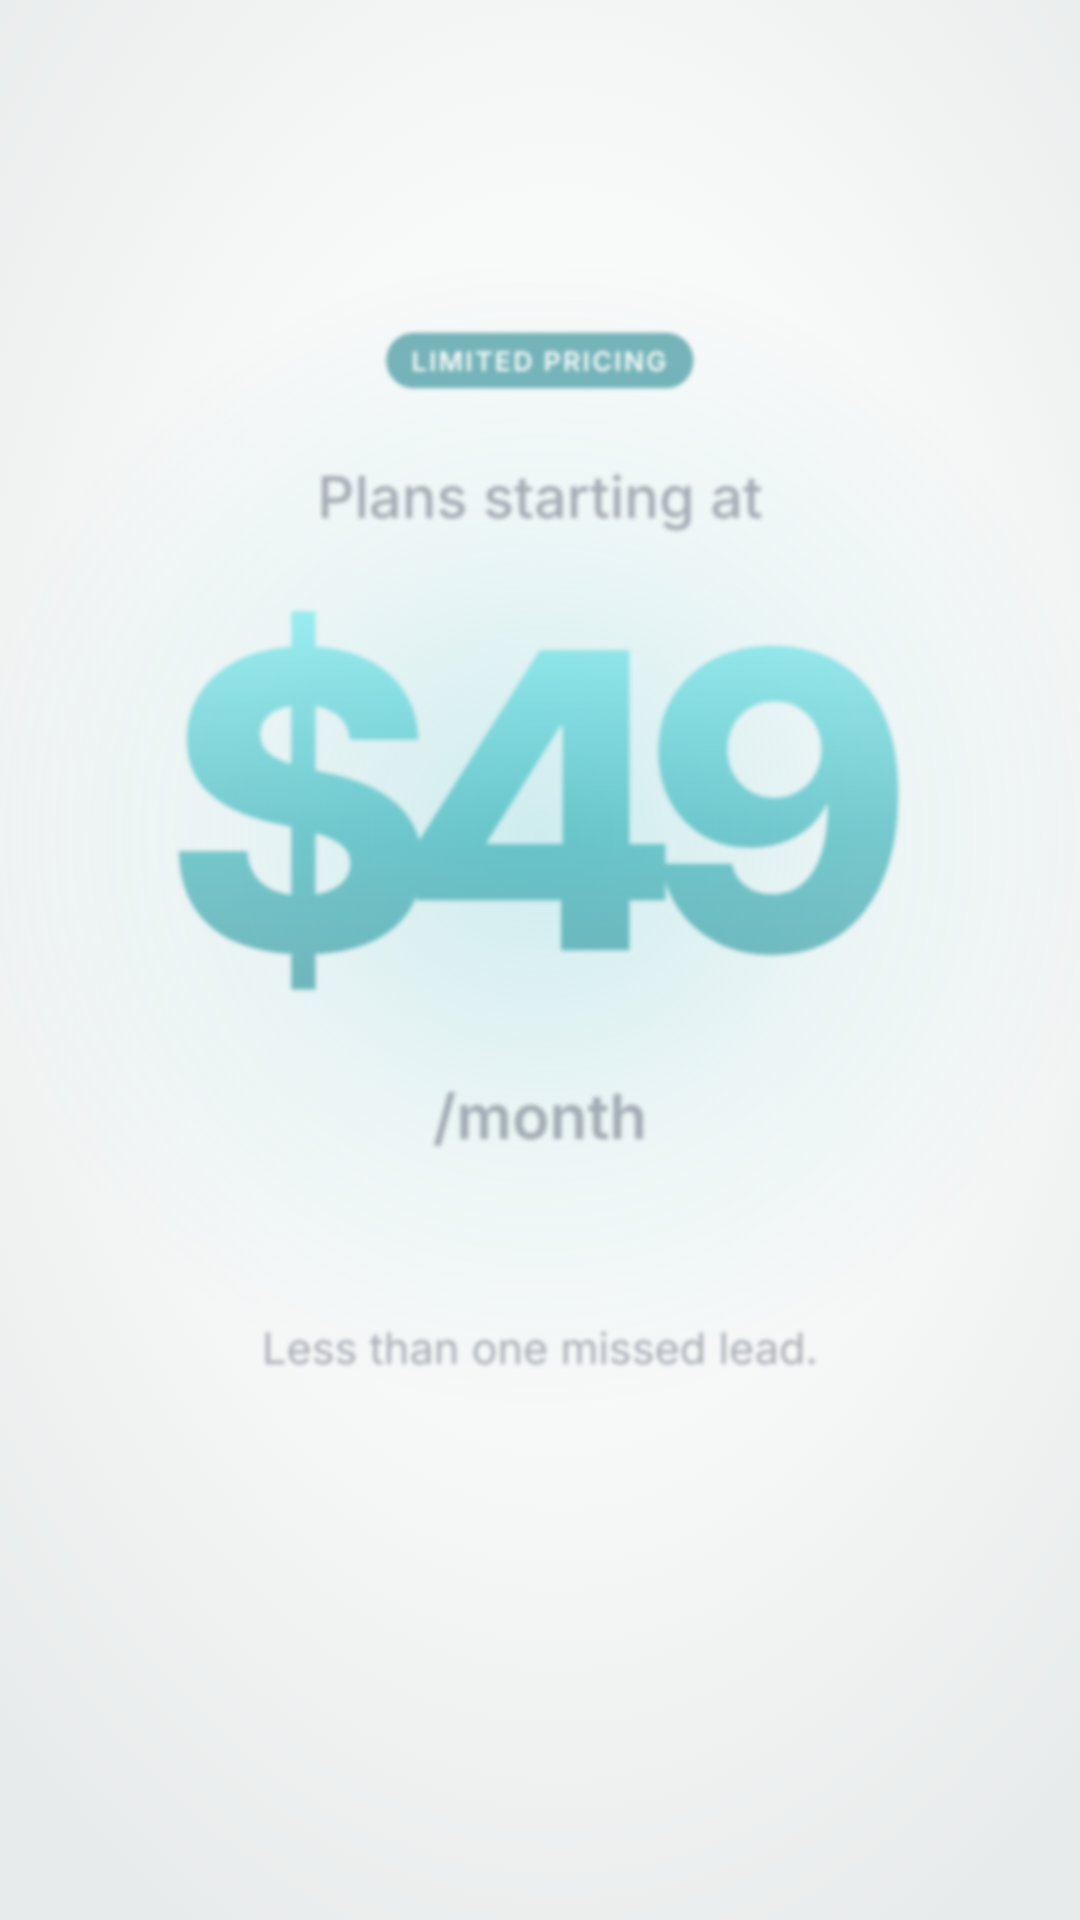 LIMITED PRICING
Plans starting at
$49
/month
Less than one missed lead.